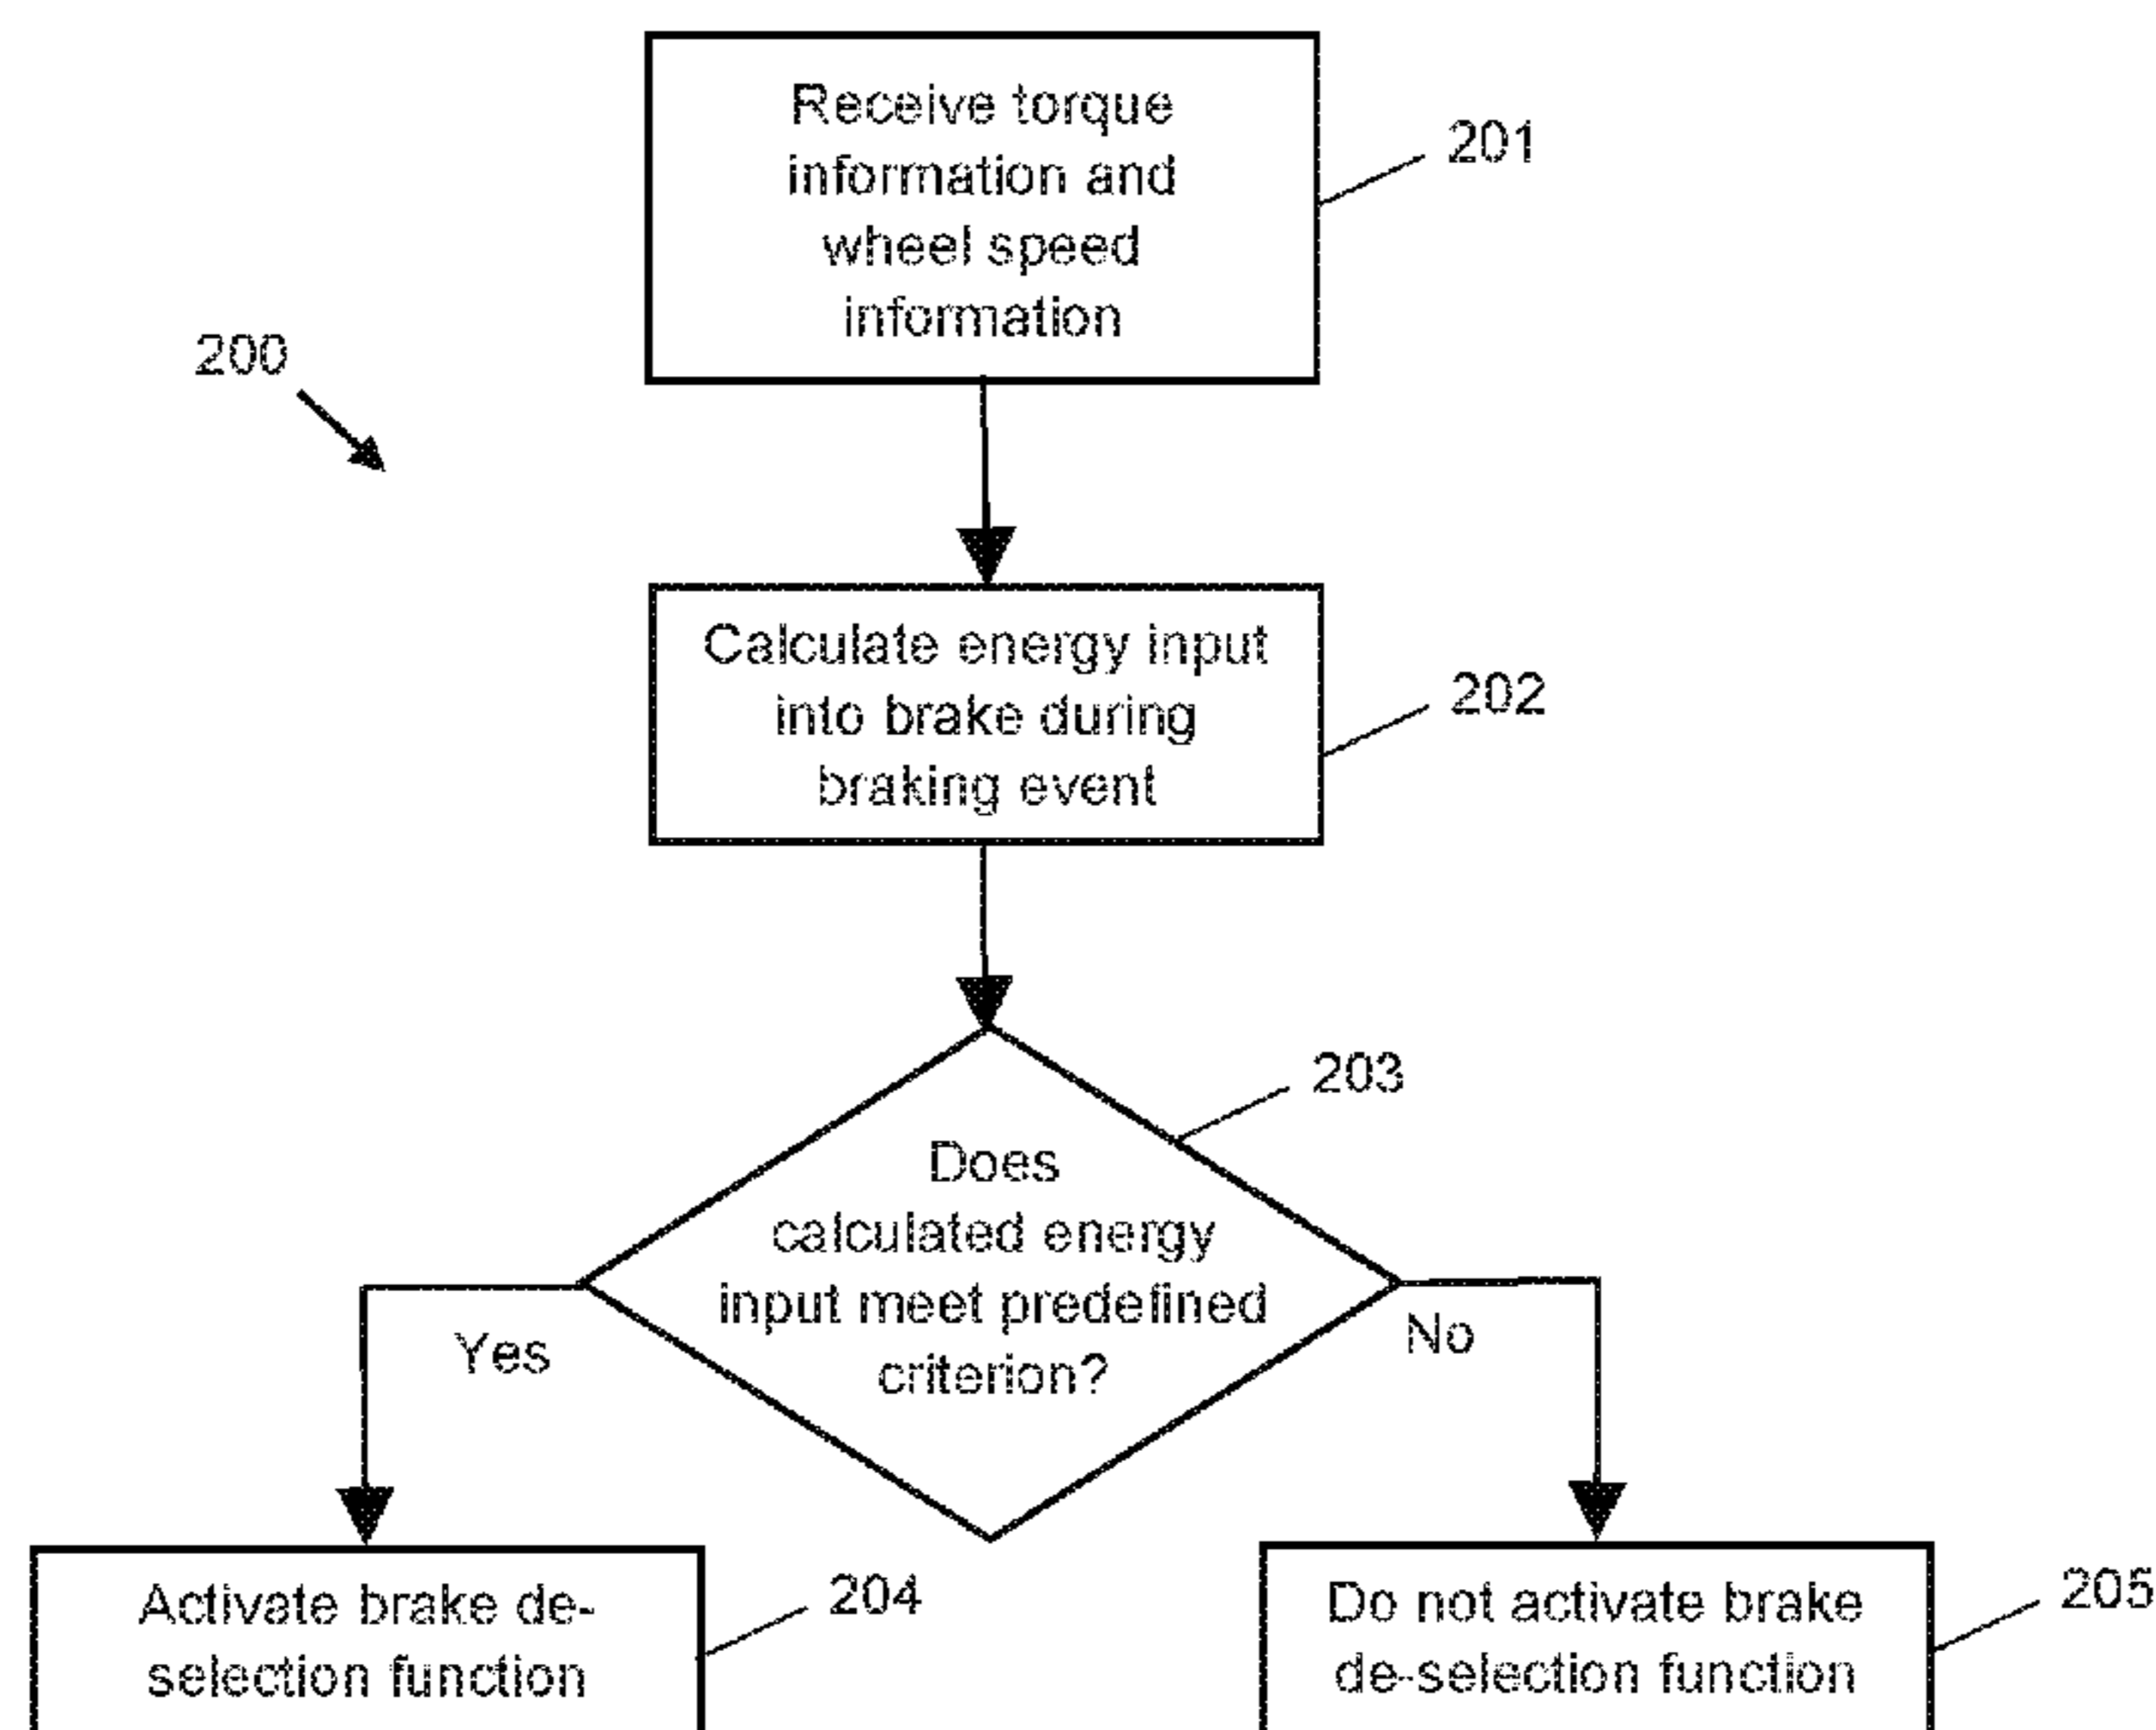 Receive torque
information and
wheel speed
information
201
200
Calculate energy input
into brake during
braking event
202
203
Does
calculated energy
input meet predefined
criterion?
Yes
No
Activate brake de-
selection function
204
Do not activate brake
de-selection function
205